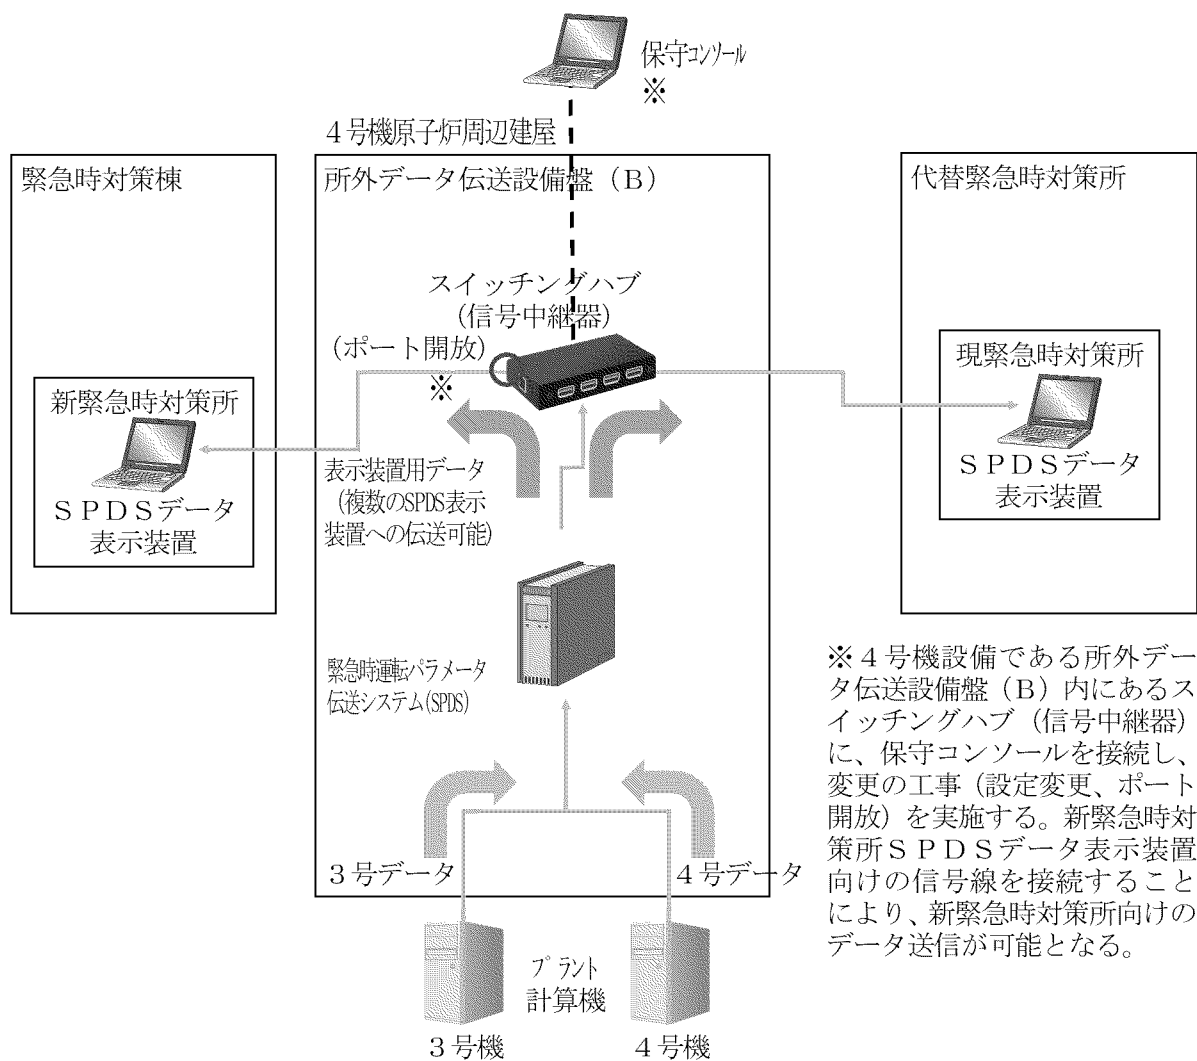 保守コンソール
※
4号機原子炉周辺建屋
緊急時対策棟
所外データ伝送設備盤(B)
代替緊急時対策所
スイッチングハブ
(信号中継器)
(ポート開放)
※
新緊急時対策所
SPDSデータ
表示装置
現緊急時対策所
SPDSデータ
表示装置
表示装置用データ
(複数のSPDS表示
装置への伝送可能)
緊急時運転パラメータ
伝送システム(SPDS)
3号データ
4号データ
プラント
計算機
3号機
4号機
※4号機設備である所外デー
タ伝送設備盤(B)内にあるス
イッチングハブ(信号中継器)
に、保守コンソールを接続し、
変更の工事(設定変更、ポート
開放)を実施する。新緊急時対
策所SPDSデータ表示装置
向けの信号線を接続すること
により、新緊急時対策所向けの
データ送信が可能となる。